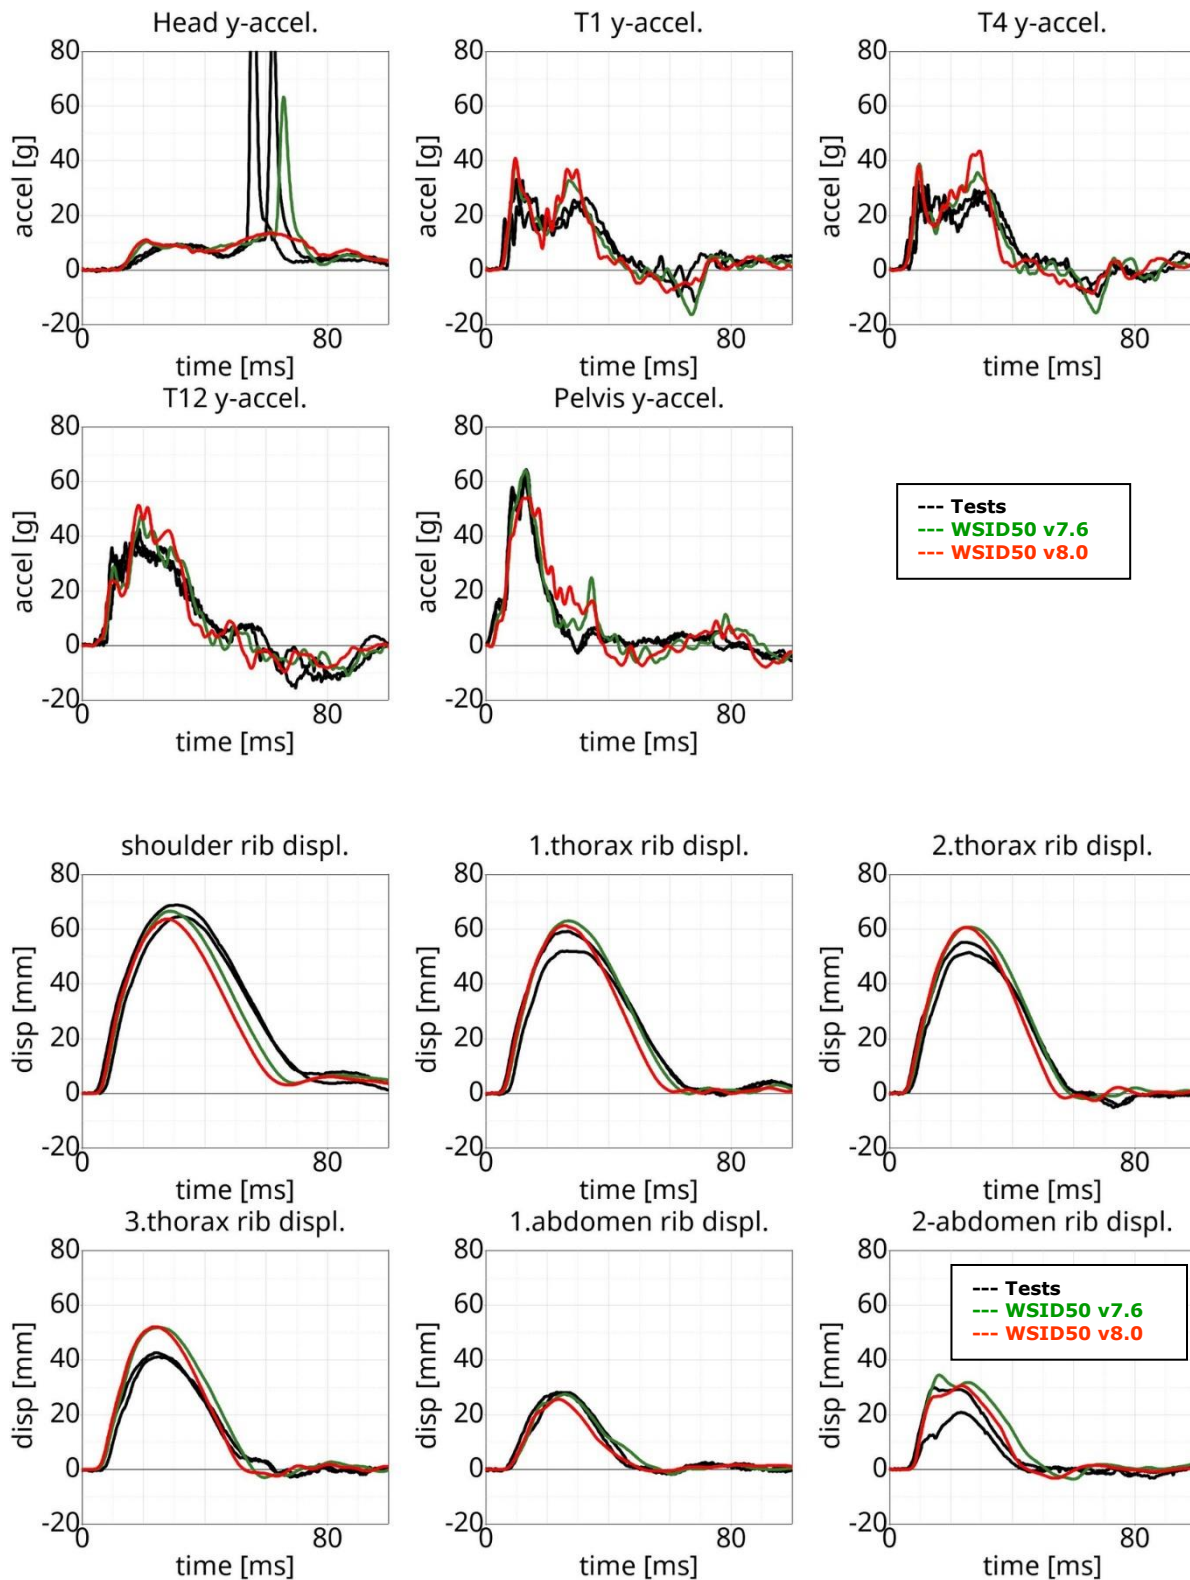 Head y-accel.
T1 y-accel.
T4 y-accel.
80
60
40
20
0
-20
accel [g]
0
80
time [ms]
80
60
40
20
0
-20
accel [g]
0
80
time [ms]
80
60
40
20
0
-20
accel [g]
0
80
time [ms]
T12 y-accel.
Pelvis y-accel.
80
60
40
20
0
-20
accel [g]
0
80
time [ms]
80
60
40
20
0
-20
accel [g]
0
80
time [ms]
--- Tests
--- WSID50 v7.6
--- WSID50 v8.0
shoulder rib displ.
1.thorax rib displ.
2.thorax rib displ.
80
60
40
20
0
-20
disp [mm]
0
80
time [ms]
80
60
40
20
0
-20
disp [mm]
0
80
time [ms]
80
60
40
20
0
-20
disp [mm]
0
80
time [ms]
3.thorax rib displ.
1.abdomen rib displ.
2-abdomen rib displ.
80
60
40
20
0
-20
disp [mm]
0
80
time [ms]
80
60
40
20
0
-20
disp [mm]
0
80
time [ms]
80
60
40
20
0
-20
disp [mm]
0
80
time [ms]
--- Tests
--- WSID50 v7.6
--- WSID50 v8.0